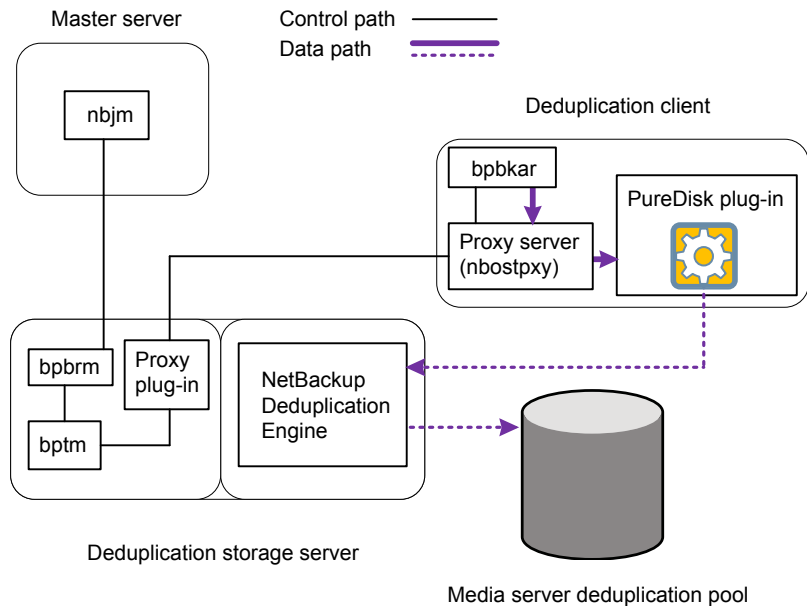 Master server
Control path
Data path
nbjm
Deduplication client
bpbkar
PureDisk plug-in
Proxy server
(nbostpxy)
bpbrm
Proxy
plug-in
bptm
NetBackup
Deduplication
Engine
Deduplication storage server
Media server deduplication pool